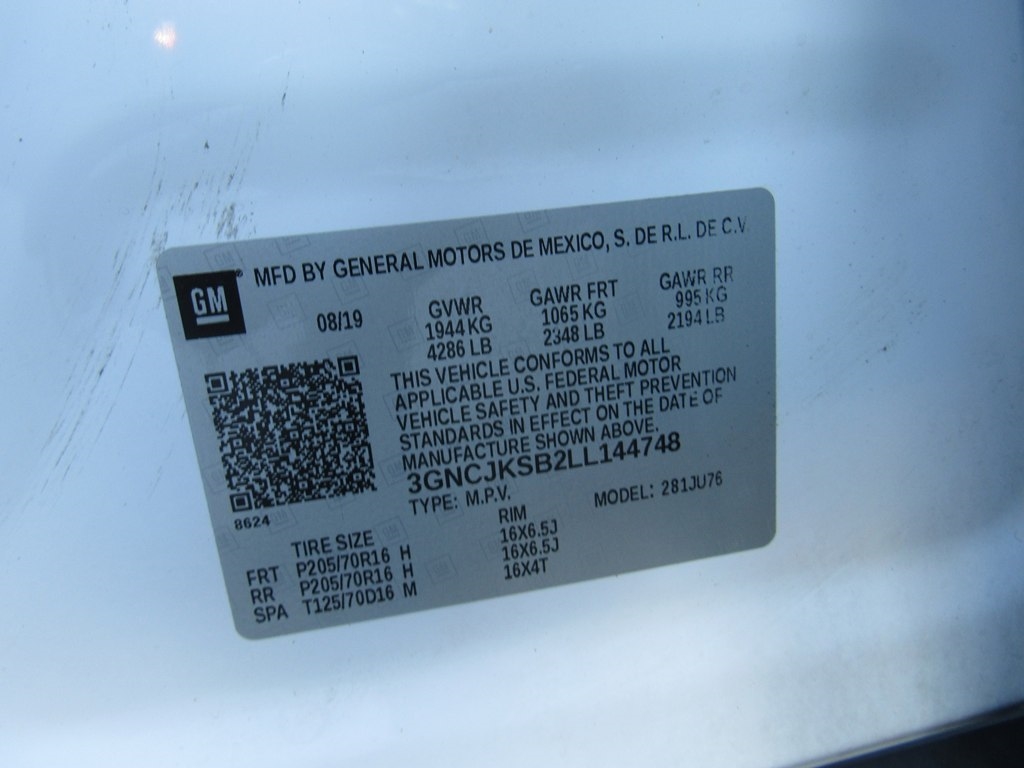 GM
MFD BY GENERAL MOTORS DE MEXICO, S. DE R.L. DE C.V
08/19
GVWR
1944 KG
4286 LB
GAWR FRT
1065 KG
2348 LB
GAWR RR
995 KG
2194 LB
THIS VEHICLE CONFORMS TO ALL
APPLICABLE U.S. FEDERAL MOTOR
VEHICLE SAFETY AND THEFT PREVENTION
STANDARDS IN EFFECT ON THE DATE OF
MANUFACTURE SHOWN ABOVE.
3GNCJKSB2LL144748
TYPE: M.P.V.
MODEL: 281JU76
8624
TIRE SIZE RIM
FRT P205/70R16 H 16X6.5J
RR P205/70R16 H 16X6.5J
SPA T125/70D16 M 16X4T